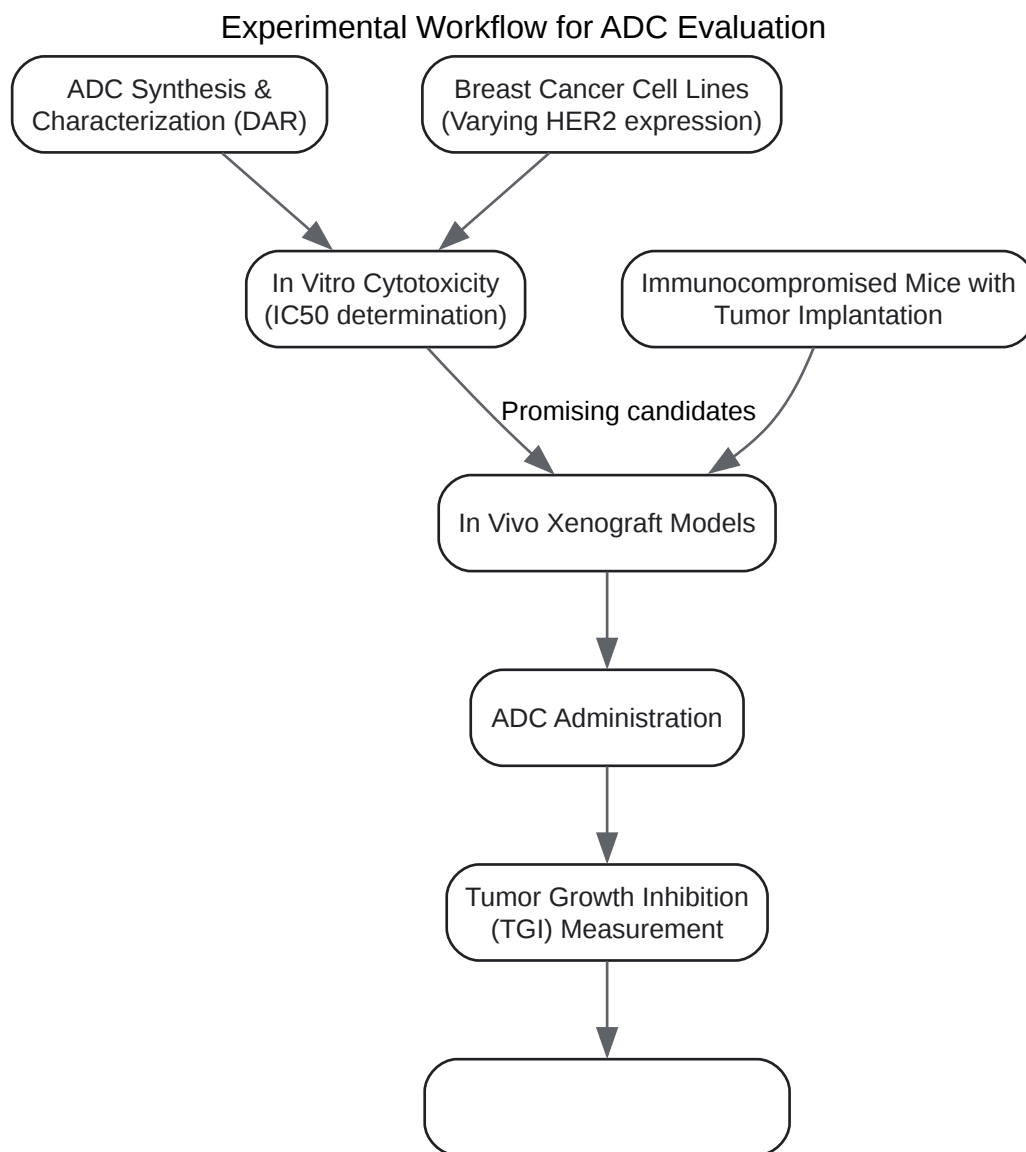 Experimental Workflow for ADC Evaluation
ADC Synthesis &
Characterization (DAR)
Breast Cancer Cell Lines
(Varying HER2 expression)
In Vitro Cytotoxicity
(IC50 determination)
Immunocompromised Mice with
Tumor Implantation
Promising candidates
In Vivo Xenograft Models
ADC Administration
Tumor Growth Inhibition
(TGI) Measurement